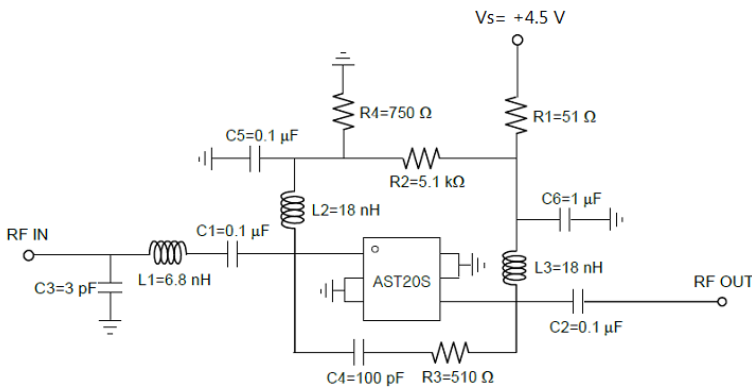 Vs= +4.5 V
R4=750 Ω
R1=51 Ω
C5=0.1 µF
R2=5.1 kΩ
L2=18 nH
C6=1 µF
RF IN
C1=0.1 µF
L1=6.8 nH
C3=3 pF
AST20S
L3=18 nH
RF OUT
C2=0.1 µF
C4=100 pF
R3=510 Ω